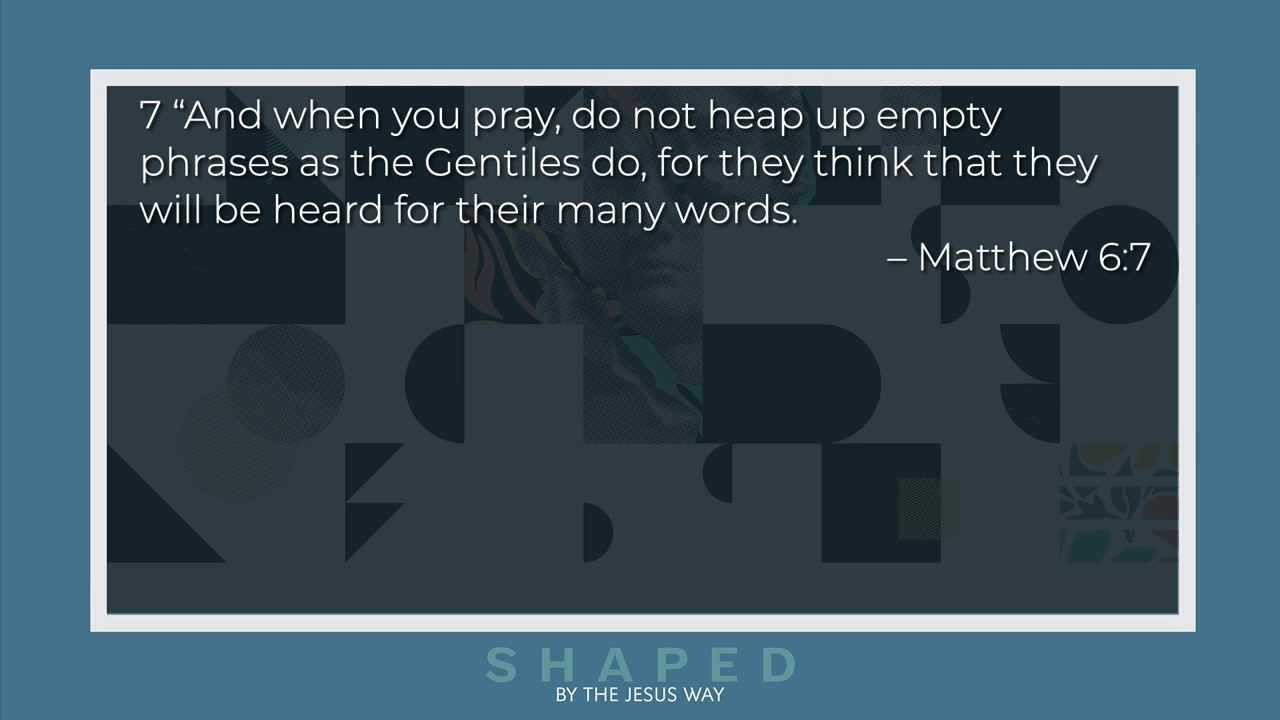 7 “And when you pray, do not heap up empty
phrases as the Gentiles do, for they think that they
will be heard for their many words.
– Matthew 6:7
SHAPED
BY THE JESUS WAY